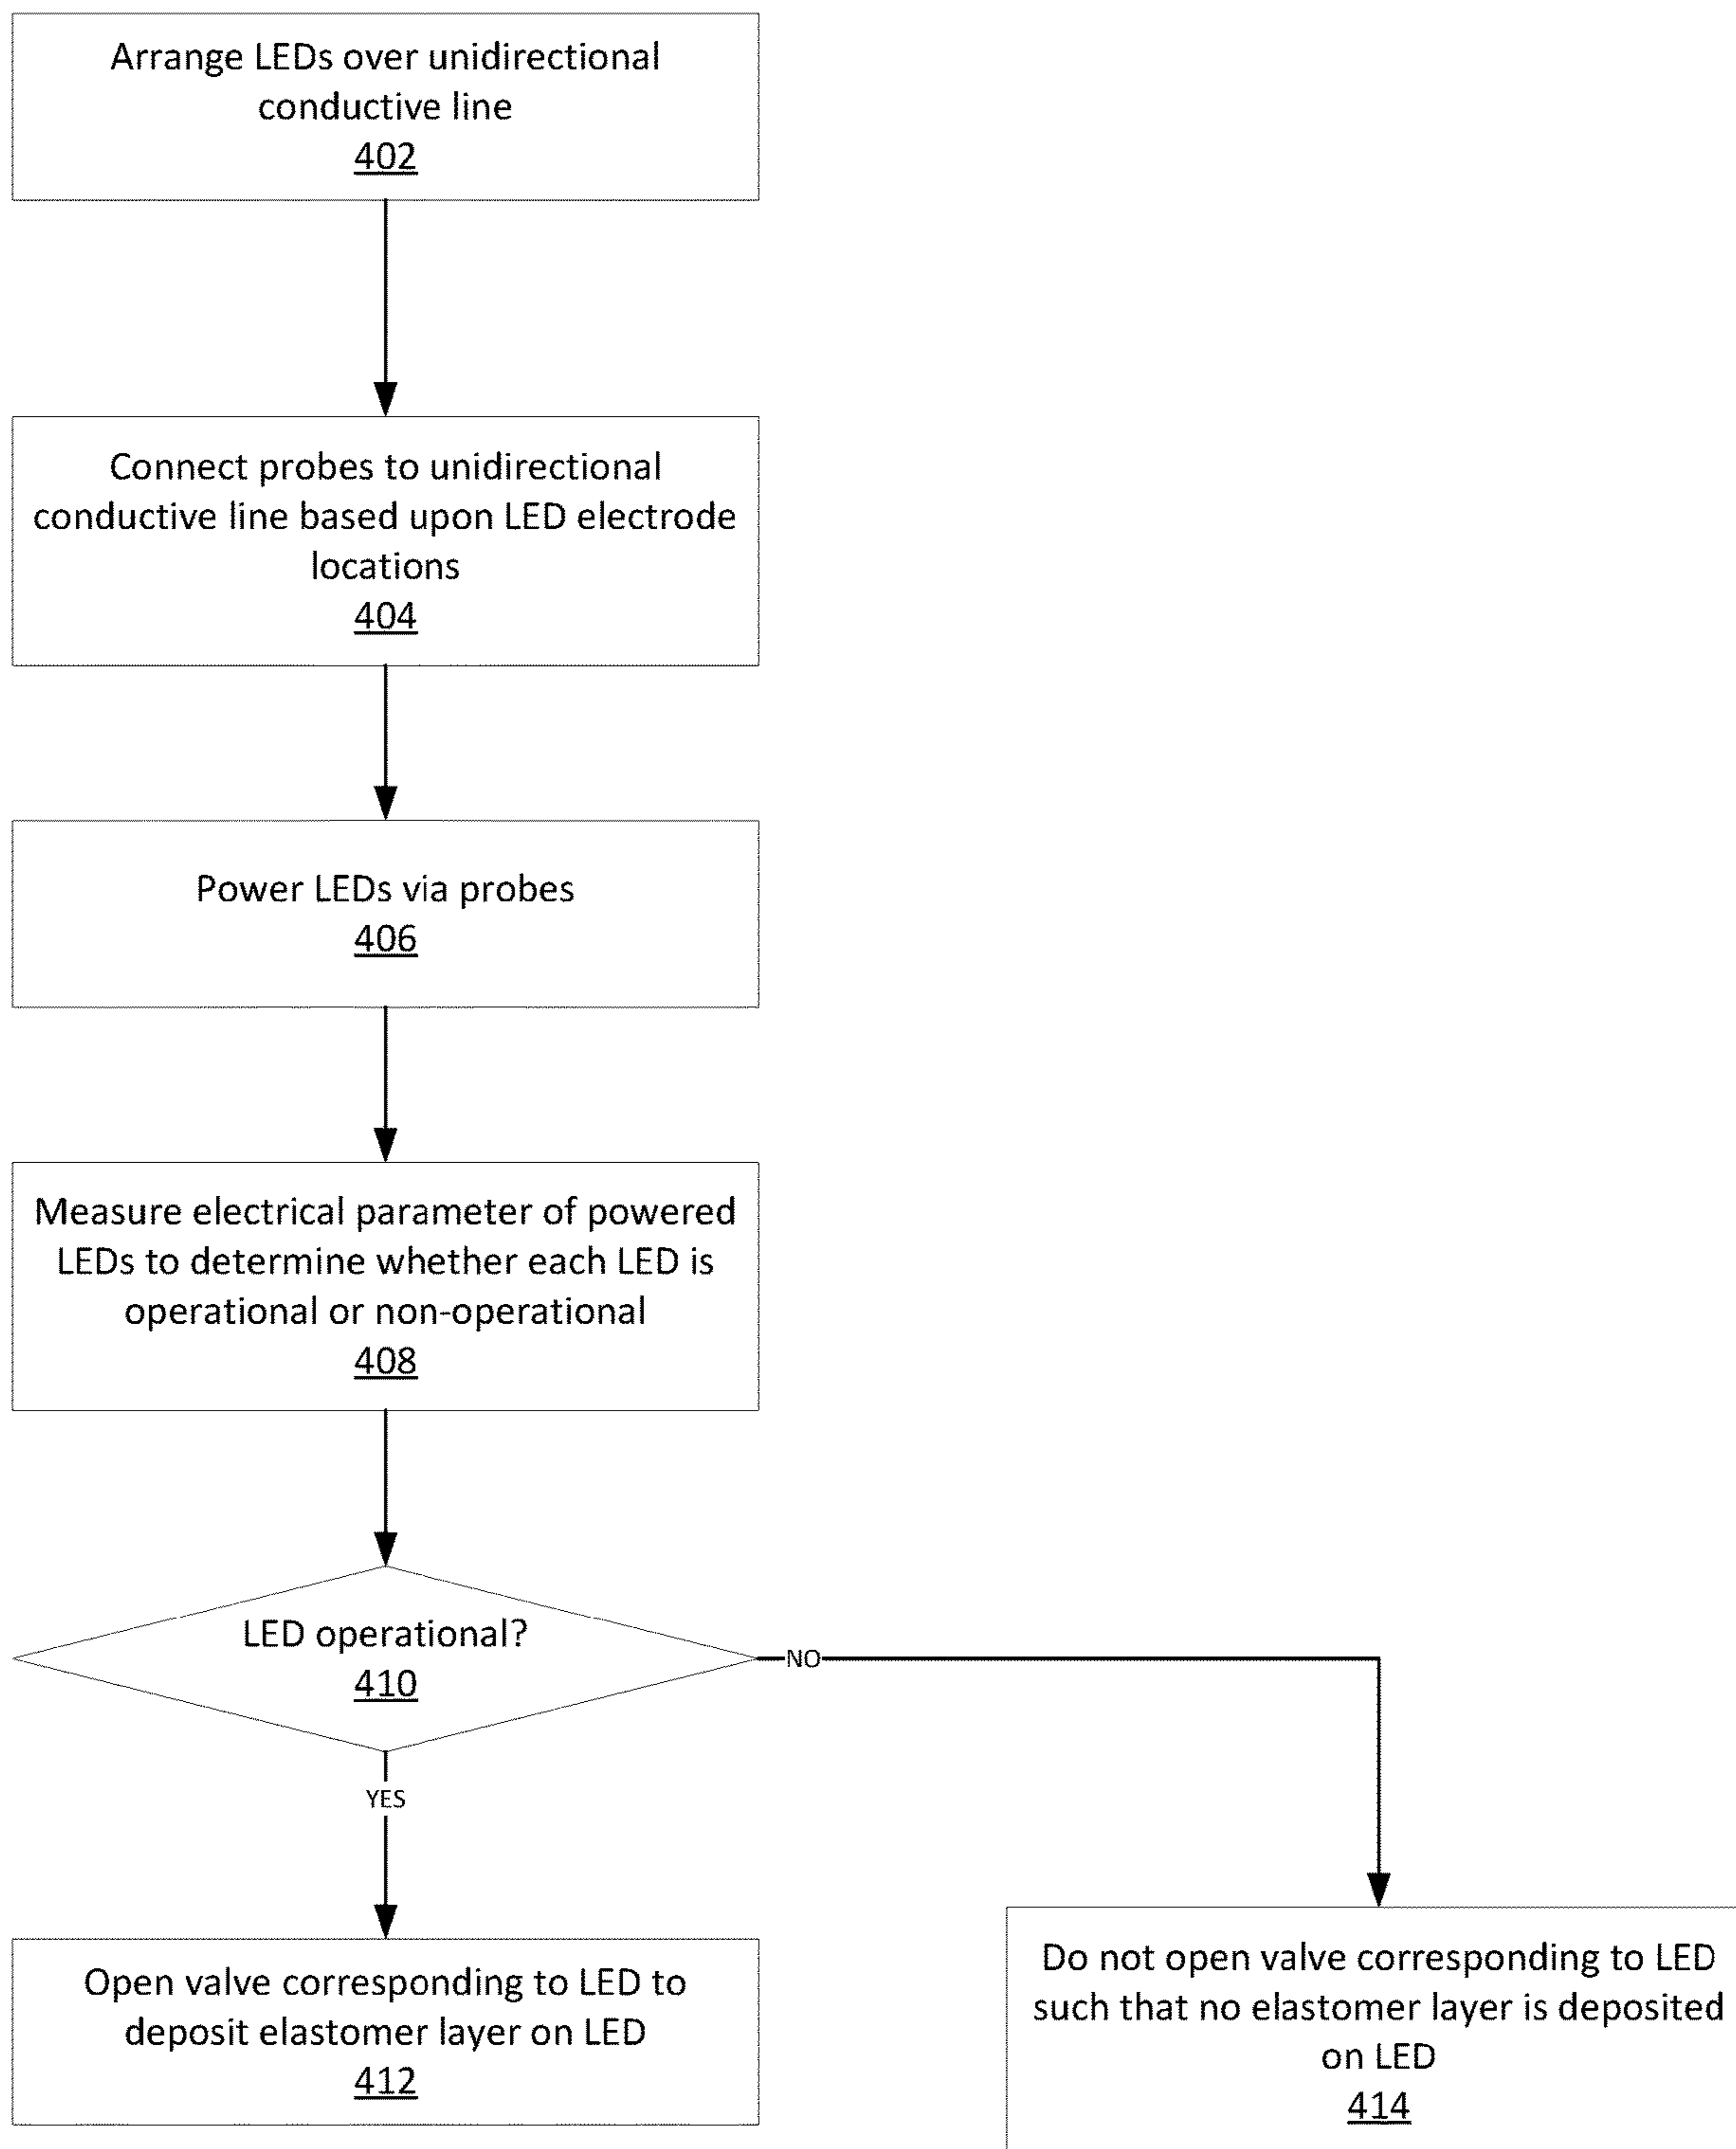 Arrange LEDs over unidirectional
conductive line
402
Connect probes to unidirectional
conductive line based upon LED electrode
locations
404
Power LEDs via probes
406
Measure electrical parameter of powered
LEDs to determine whether each LED is
operational or non-operational
408
LED operational?
410
NO
YES
Open valve corresponding to LED to
deposit elastomer layer on LED
412
Do not open valve corresponding to LED
such that no elastomer layer is deposited
on LED
414